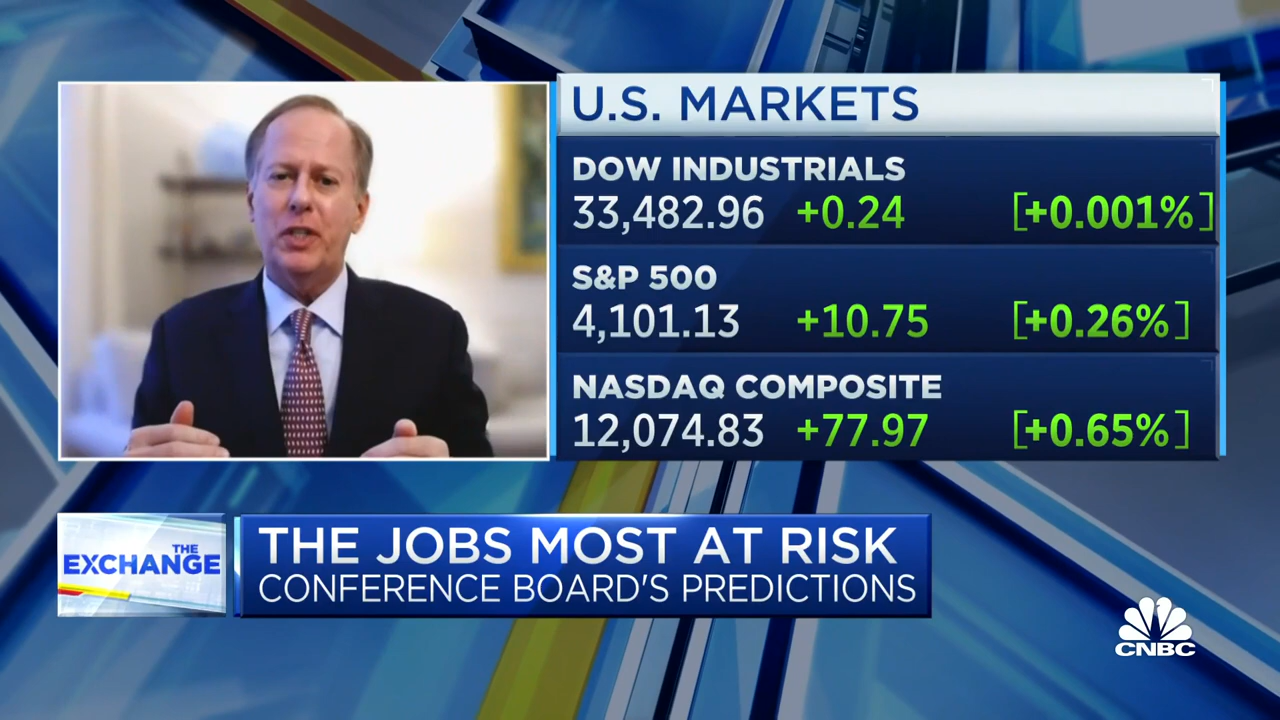 U.S. MARKETS
DOW INDUSTRIALS
33,482.96 +0.24 [+0.001%]
S&P 500
4,101.13 +10.75 [+0.26%]
NASDAQ COMPOSITE
12,074.83 +77.97 [+0.65%]
THE
EXCHANGE
THE JOBS MOST AT RISK
CONFERENCE BOARD'S PREDICTIONS
CNBC